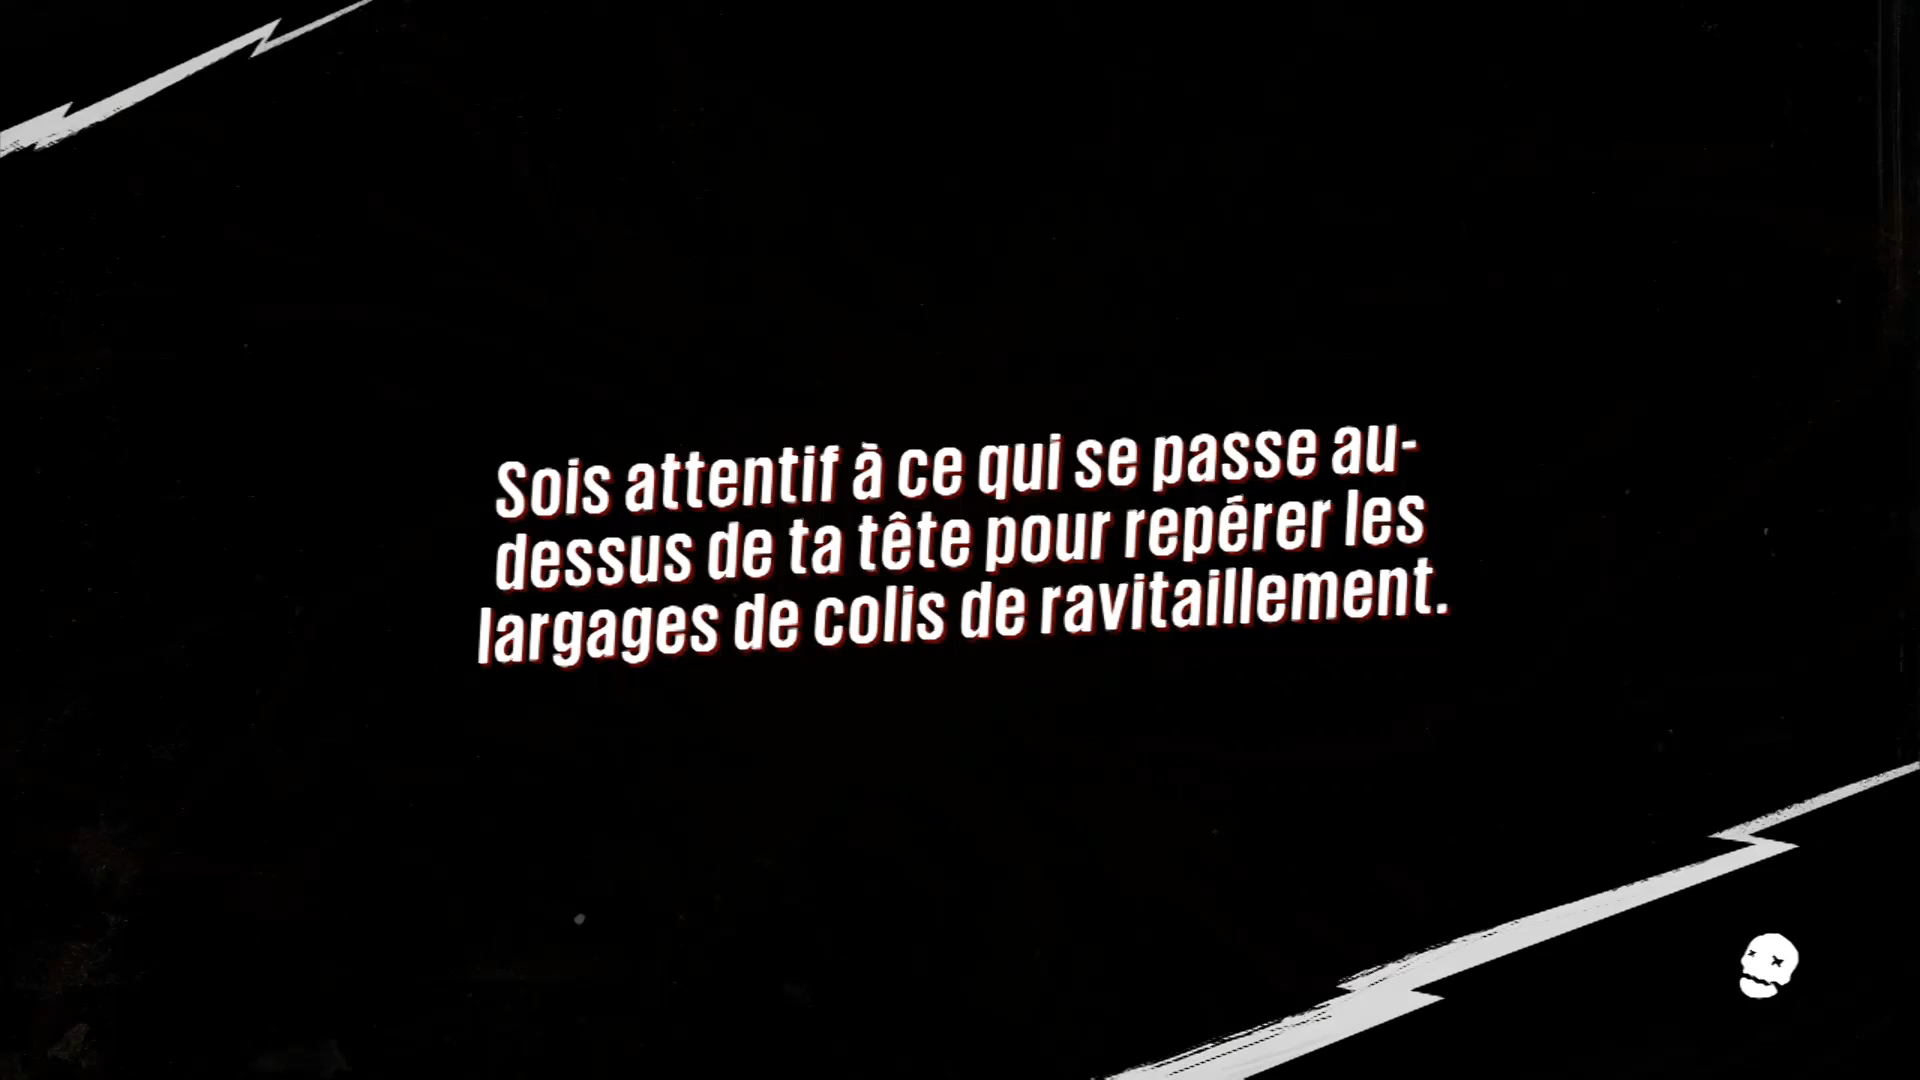 Sois attentif à ce qui se passe au-
dessus de ta tête pour repérer les
largages de colis de ravitaillement.